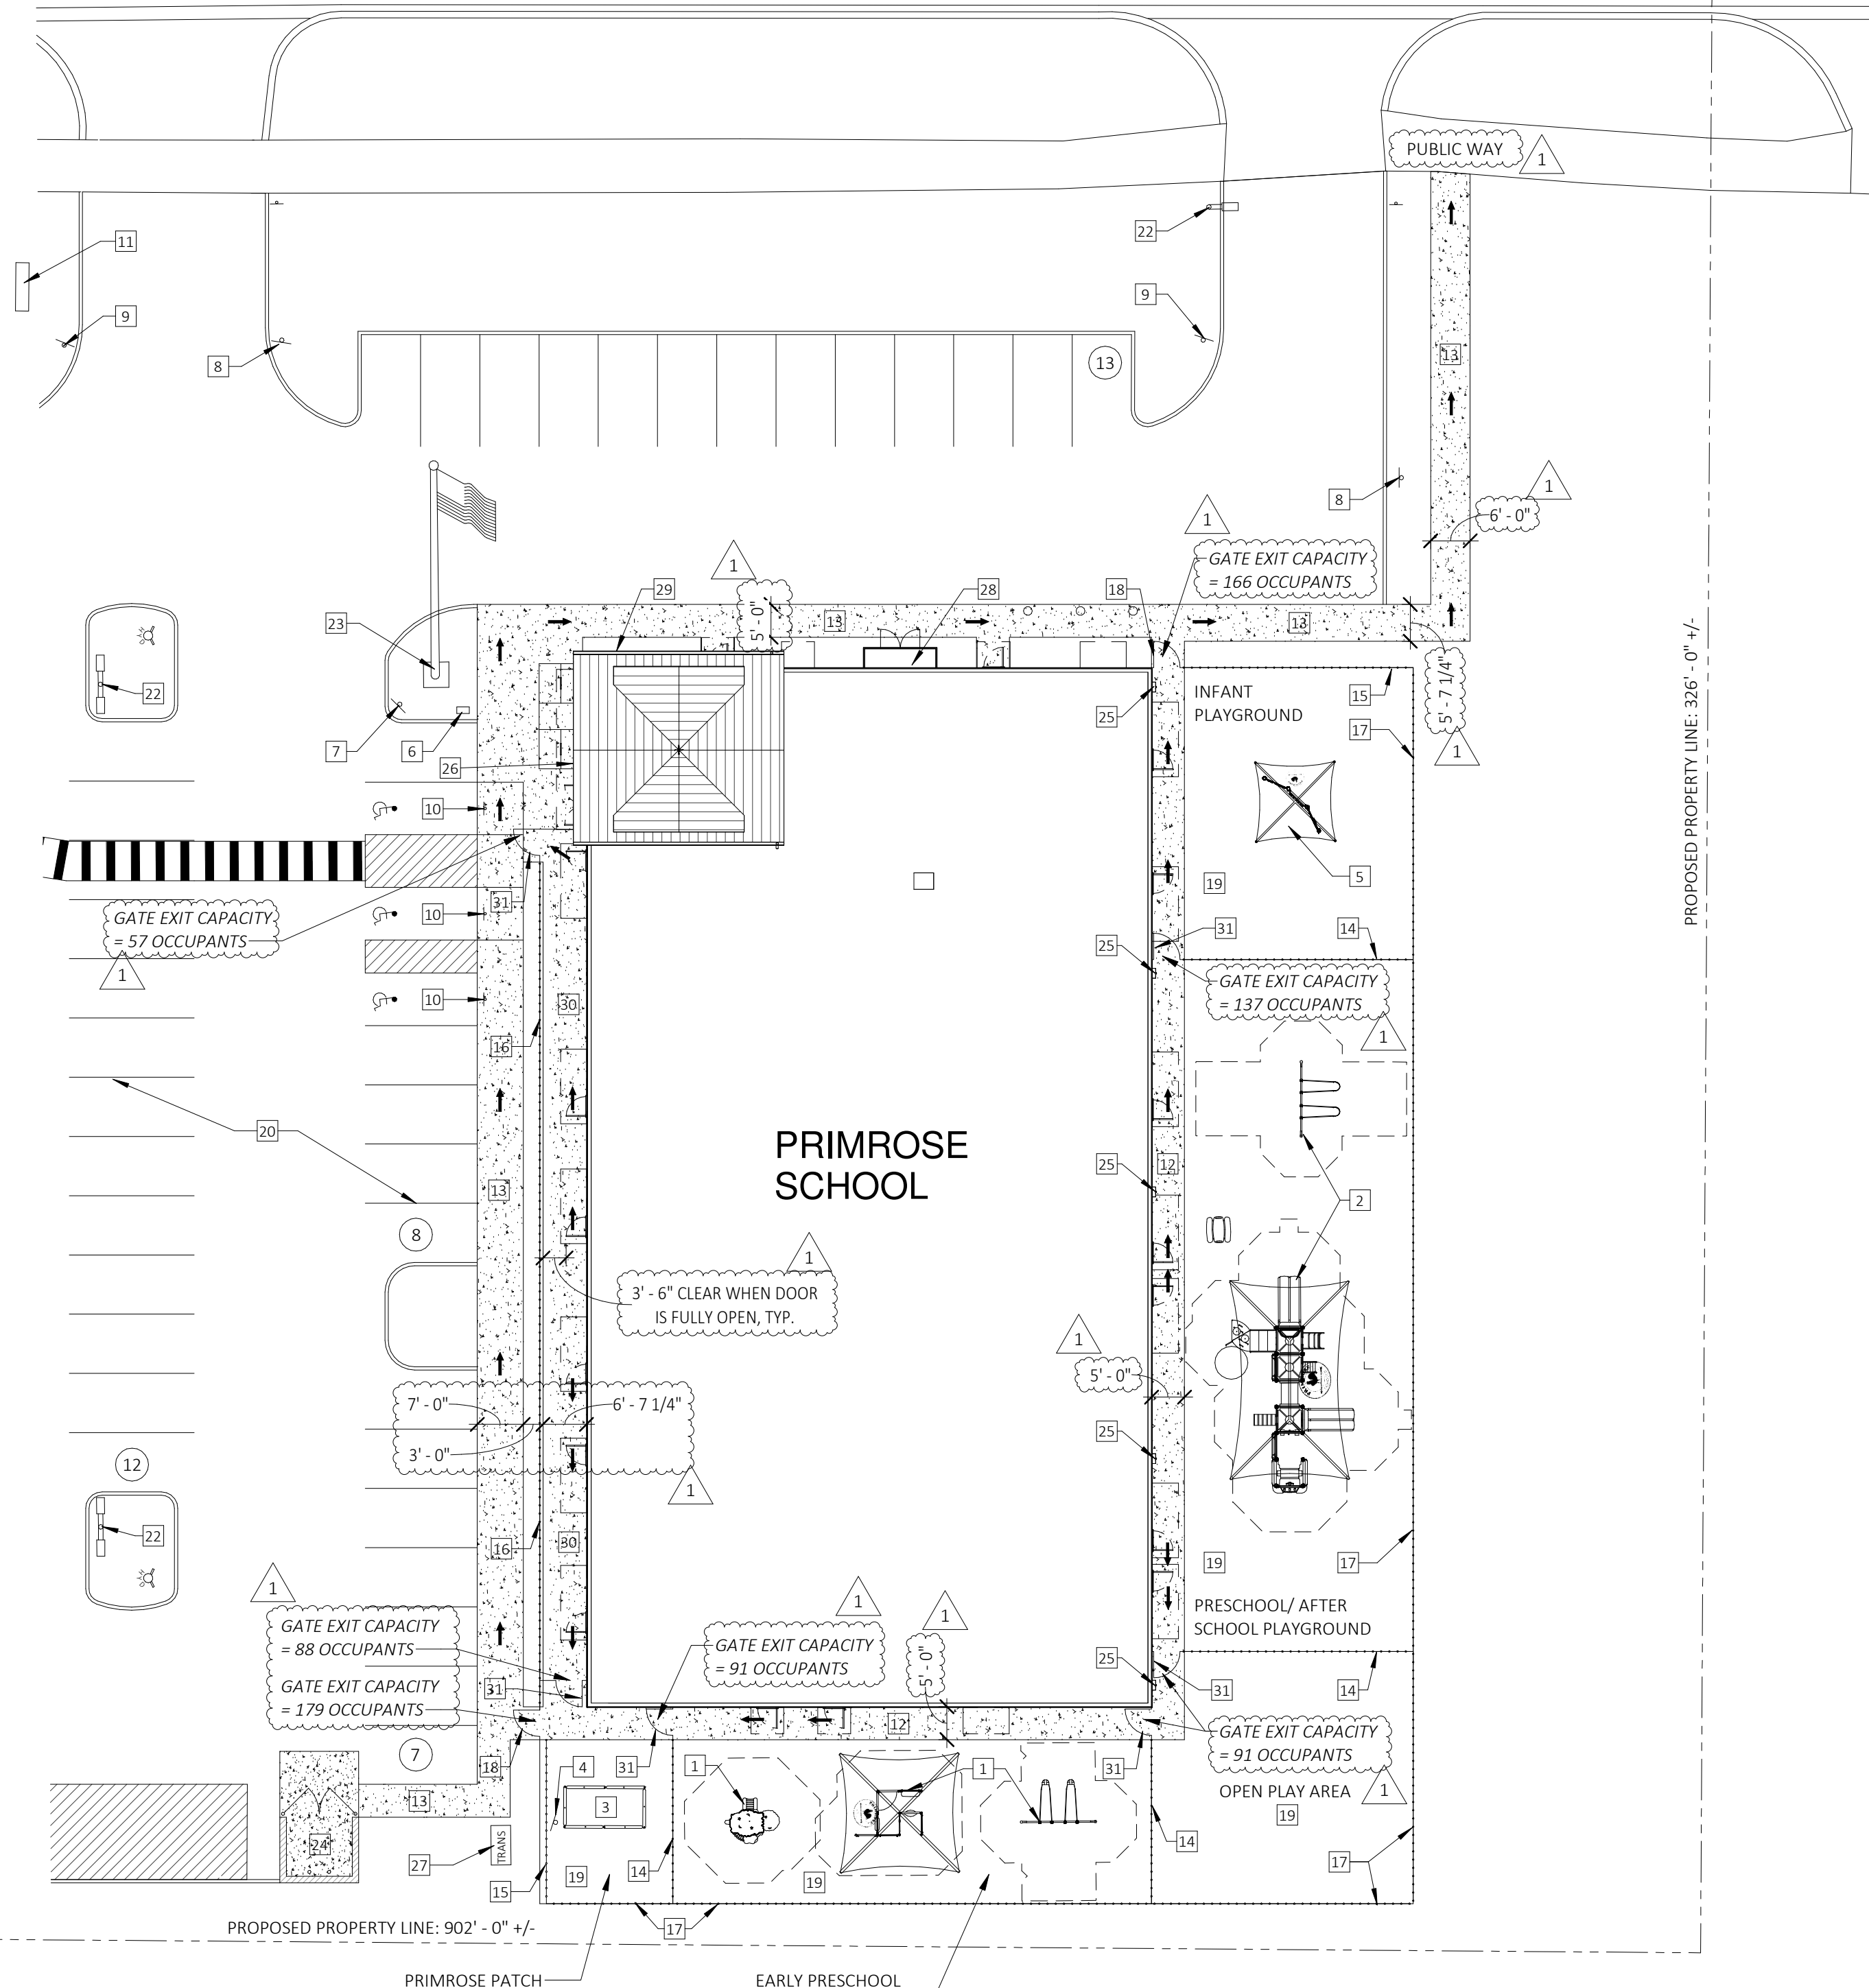 PUBLIC WAY
1
11
22
9
9
8
13
13
8
1
6' - 0"
1
GATE EXIT CAPACITY
= 166 OCCUPANTS
1
29
5' - 0"
28
18
23
13
13
5' - 7 1/4"
1
INFANT
PLAYGROUND
15
17
25
22
7
6
26
PROPOSED PROPERTY LINE: 326' - 0" +/-
10
5
19
31
10
GATE EXIT CAPACITY
= 57 OCCUPANTS
1
31
14
25
GATE EXIT CAPACITY
= 137 OCCUPANTS
1
10
30
16
20
PRIMROSE
SCHOOL
25
12
13
2
8
1
3' - 6" CLEAR WHEN DOOR
IS FULLY OPEN, TYP.
1
5' - 0"
7' - 0"
6' - 7 1/4"
3' - 0"
1
25
12
22
16
30
19
17
1
GATE EXIT CAPACITY
= 88 OCCUPANTS
GATE EXIT CAPACITY
= 179 OCCUPANTS
1
GATE EXIT CAPACITY
= 91 OCCUPANTS
1
5' - 0"
PRESCHOOL/ AFTER
SCHOOL PLAYGROUND
25
31
31
14
12
GATE EXIT CAPACITY
= 91 OCCUPANTS
1
7
18
4
31
1
1
31
OPEN PLAY AREA
19
13
3
24
27
TRANS
15
19
14
19
14
17
17
PROPOSED PROPERTY LINE: 902' - 0" +/-
PRIMROSE PATCH
EARLY PRESCHOOL